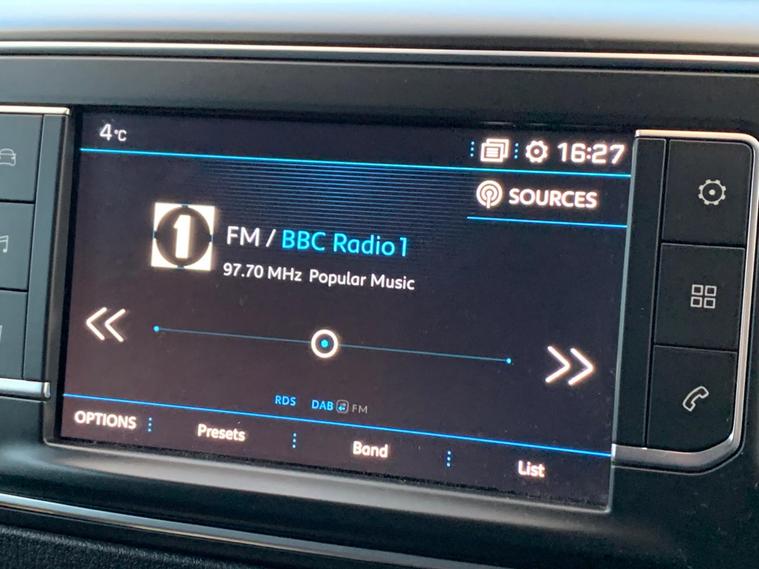 4°C
16:27
SOURCES
1
FM / BBC Radio 1
97.70 MHz Popular Music
RDS DAB FM
OPTIONS Presets Band List